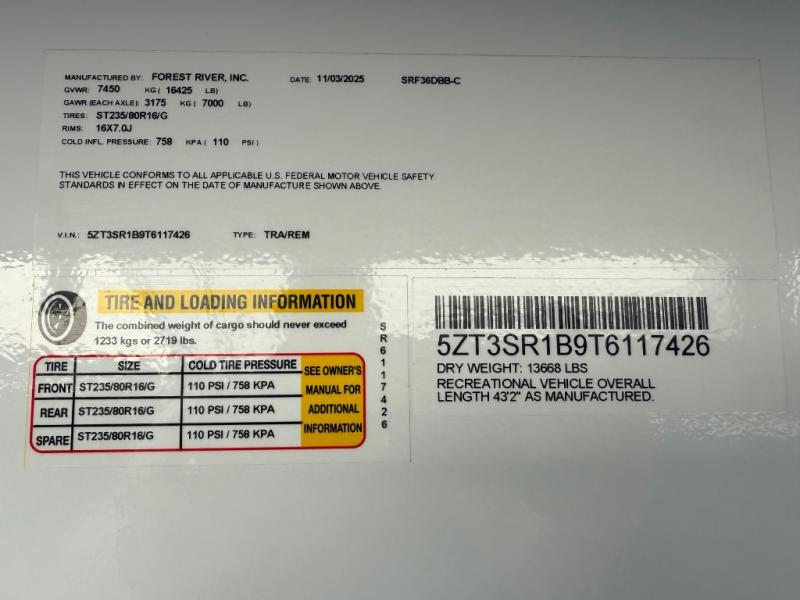 MANUFACTURED BY: FOREST RIVER, INC. DATE: 11/03/2025 SRF36DBB-C
GVWR: 7450 KG ( 16425 LB)
GAWR (EACH AXLE): 3175 KG ( 7000 LB)
TIRES: ST235/80R16/G
RIMS: 16X7.0J
COLD INFL. PRESSURE: 758 KPA ( 110 PSI )
THIS VEHICLE CONFORMS TO ALL APPLICABLE U.S. FEDERAL MOTOR VEHICLE SAFETY
STANDARDS IN EFFECT ON THE DATE OF MANUFACTURE SHOWN ABOVE.
V.I.N.: 5ZT3SR1B9T6117426 TYPE: TRA/REM
TIRE AND LOADING INFORMATION
The combined weight of cargo should never exceed
1233 kgs or 2719 lbs.
TIRE SIZE COLD TIRE PRESSURE
FRONT ST235/80R16/G 110 PSI / 758 KPA
REAR ST235/80R16/G 110 PSI / 758 KPA
SPARE ST235/80R16/G 110 PSI / 758 KPA
SEE OWNER'S
MANUAL FOR
ADDITIONAL
INFORMATION
SR6117426
5ZT3SR1B9T6117426
DRY WEIGHT: 13668 LBS
RECREATIONAL VEHICLE OVERALL
LENGTH 43'2" AS MANUFACTURED.